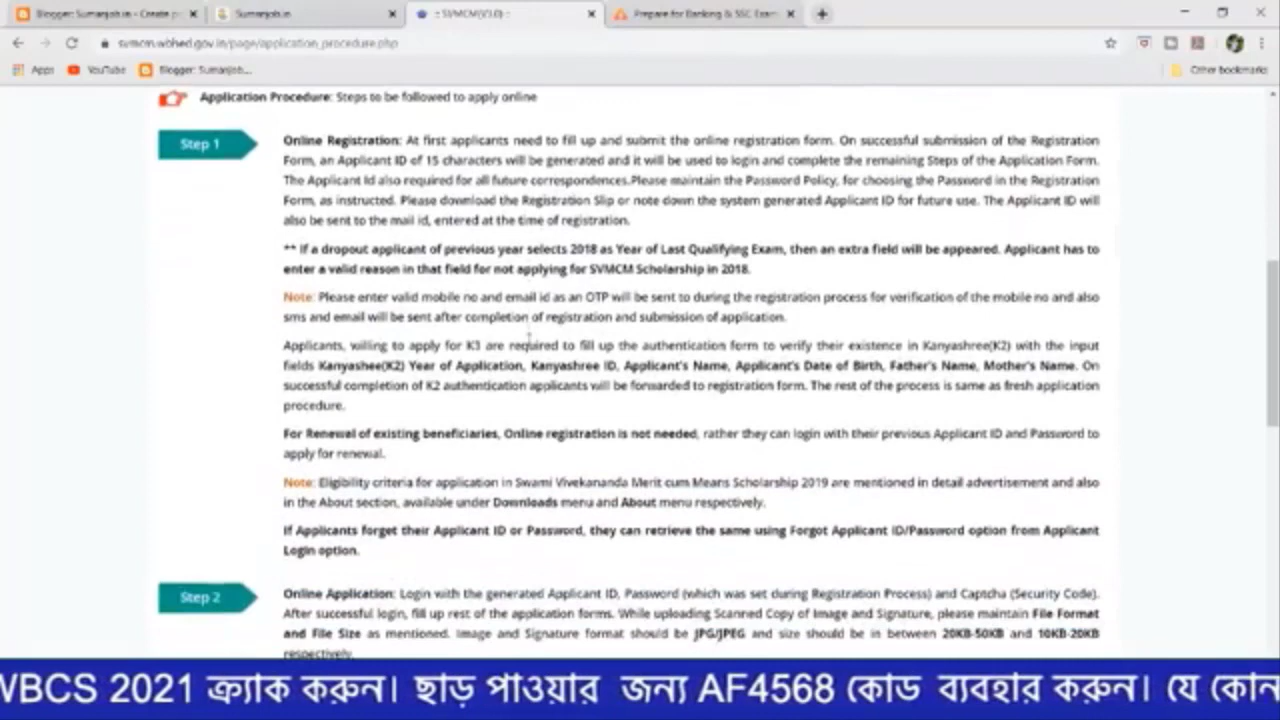 Blogger: Sumanjob.in - Create p
Sumanjob.in
:: SVMCM(V3.0) ::
Prepare for Banking & SSC Exam
svmcm.wbhed.gov.in/page/application_procedure.php
Apps
YouTube
Blogger: Sumanjob...
Other bookmarks
Application Procedure: Steps to be followed to apply online
Step 1
Online Registration: At first applicants need to fill up and submit the online registration form. On successful submission of the Registration
Form, an Applicant ID of 15 characters will be generated and it will be used to login and complete the remaining Steps of the Application Form.
The Applicant Id also required for all future correspondences.Please maintain the Password Policy, for choosing the Password in the Registration
Form, as instructed. Please download the Registration Slip or note down the system generated Applicant ID for future use. The Applicant ID will
also be sent to the mail id, entered at the time of registration.
** If a dropout applicant of previous year selects 2018 as Year of Last Qualifying Exam, then an extra field will be appeared. Applicant has to
enter a valid reason in that field for not applying for SVMCM Scholarship in 2018.
Note: Please enter valid mobile no and email id as an OTP will be sent to during the registration process for verification of the mobile no and also
sms and email will be sent after completion of registration and submission of application.
Applicants, willing to apply for K3 are required to fill up the authentication form to verify their existence in Kanyashree(K2) with the input
fields Kanyashee(K2) Year of Application, Kanyashree ID, Applicant's Name, Applicant's Date of Birth, Father's Name, Mother's Name. On
successful completion of K2 authentication applicants will be forwarded to registration form. The rest of the process is same as fresh application
procedure.
For Renewal of existing beneficiaries, Online registration is not needed, rather they can login with their previous Applicant ID and Password to
apply for renewal.
Note: Eligibility criteria for application in Swami Vivekananda Merit cum Means Scholarship 2019 are mentioned in detail advertisement and also
in the About section, available under Downloads menu and About menu respectively.
If Applicants forget their Applicant ID or Password, they can retrieve the same using Forgot Applicant ID/Password option from Applicant
Login option.
Step 2
Online Application: Login with the generated Applicant ID, Password (which was set during Registration Process) and Captcha (Security Code).
After successful login, fill up rest of the application forms. While uploading Scanned Copy of Image and Signature, please maintain File Format
and File Size as mentioned. Image and Signature format should be JPG/JPEG and size should be in between 20KB-50KB and 10KB-20KB
respectively.
WBCS 2021 ক্র্যাক করুন। ছাড় পাওয়ার জন্য AF4568 কোড ব্যবহার করুন। যে কোন